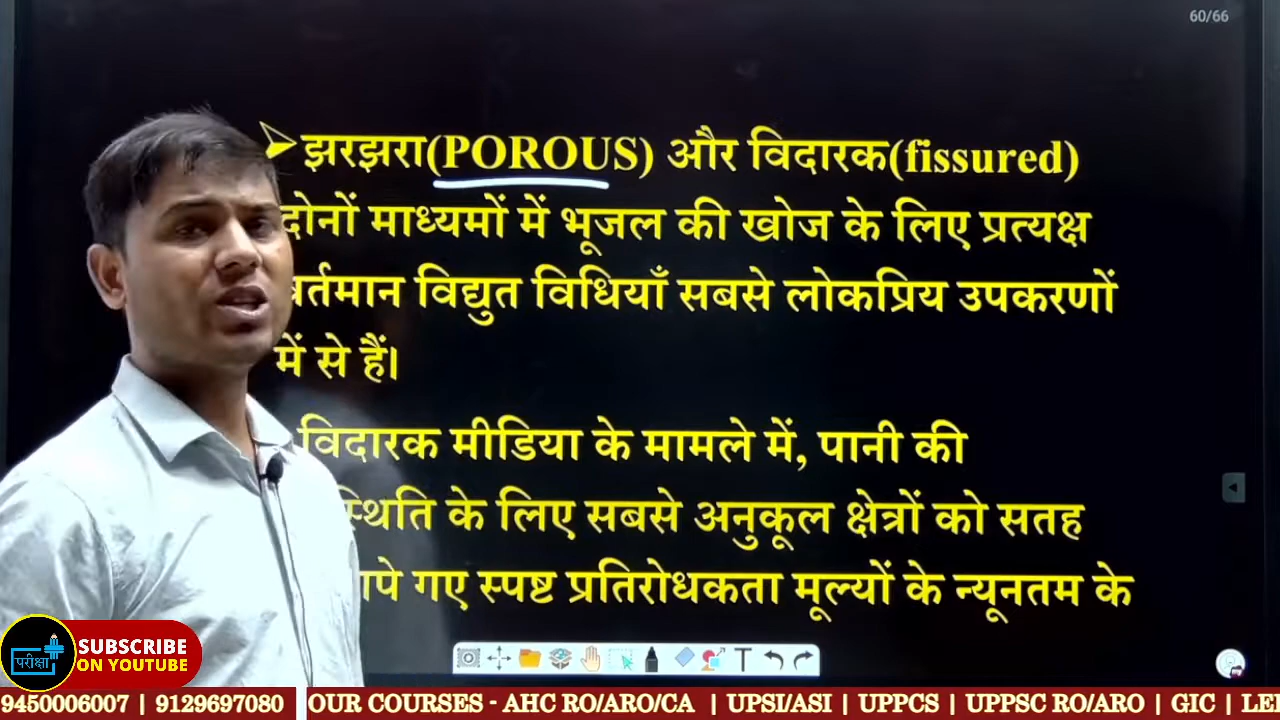 60/66
झरझरा(POROUS) और विदारक(fissured)
दोनों माध्यमों में भूजल की खोज के लिए प्रत्यक्ष
वर्तमान विद्युत विधियाँ सबसे लोकप्रिय उपकरणों
में से हैं।
विदारक मीडिया के मामले में, पानी की
स्थिति के लिए सबसे अनुकूल क्षेत्रों को सतह
गए स्पष्ट प्रतिरोधकता मूल्यों के न्यूनतम के
परीक्षा
SUBSCRIBE
ON YOUTUBE
9450006007 | 9129697080
OUR COURSES - AHC RO/ARO/CA | UPSI/ASI | UPPCS | UPPSC RO/ARO | GIC |